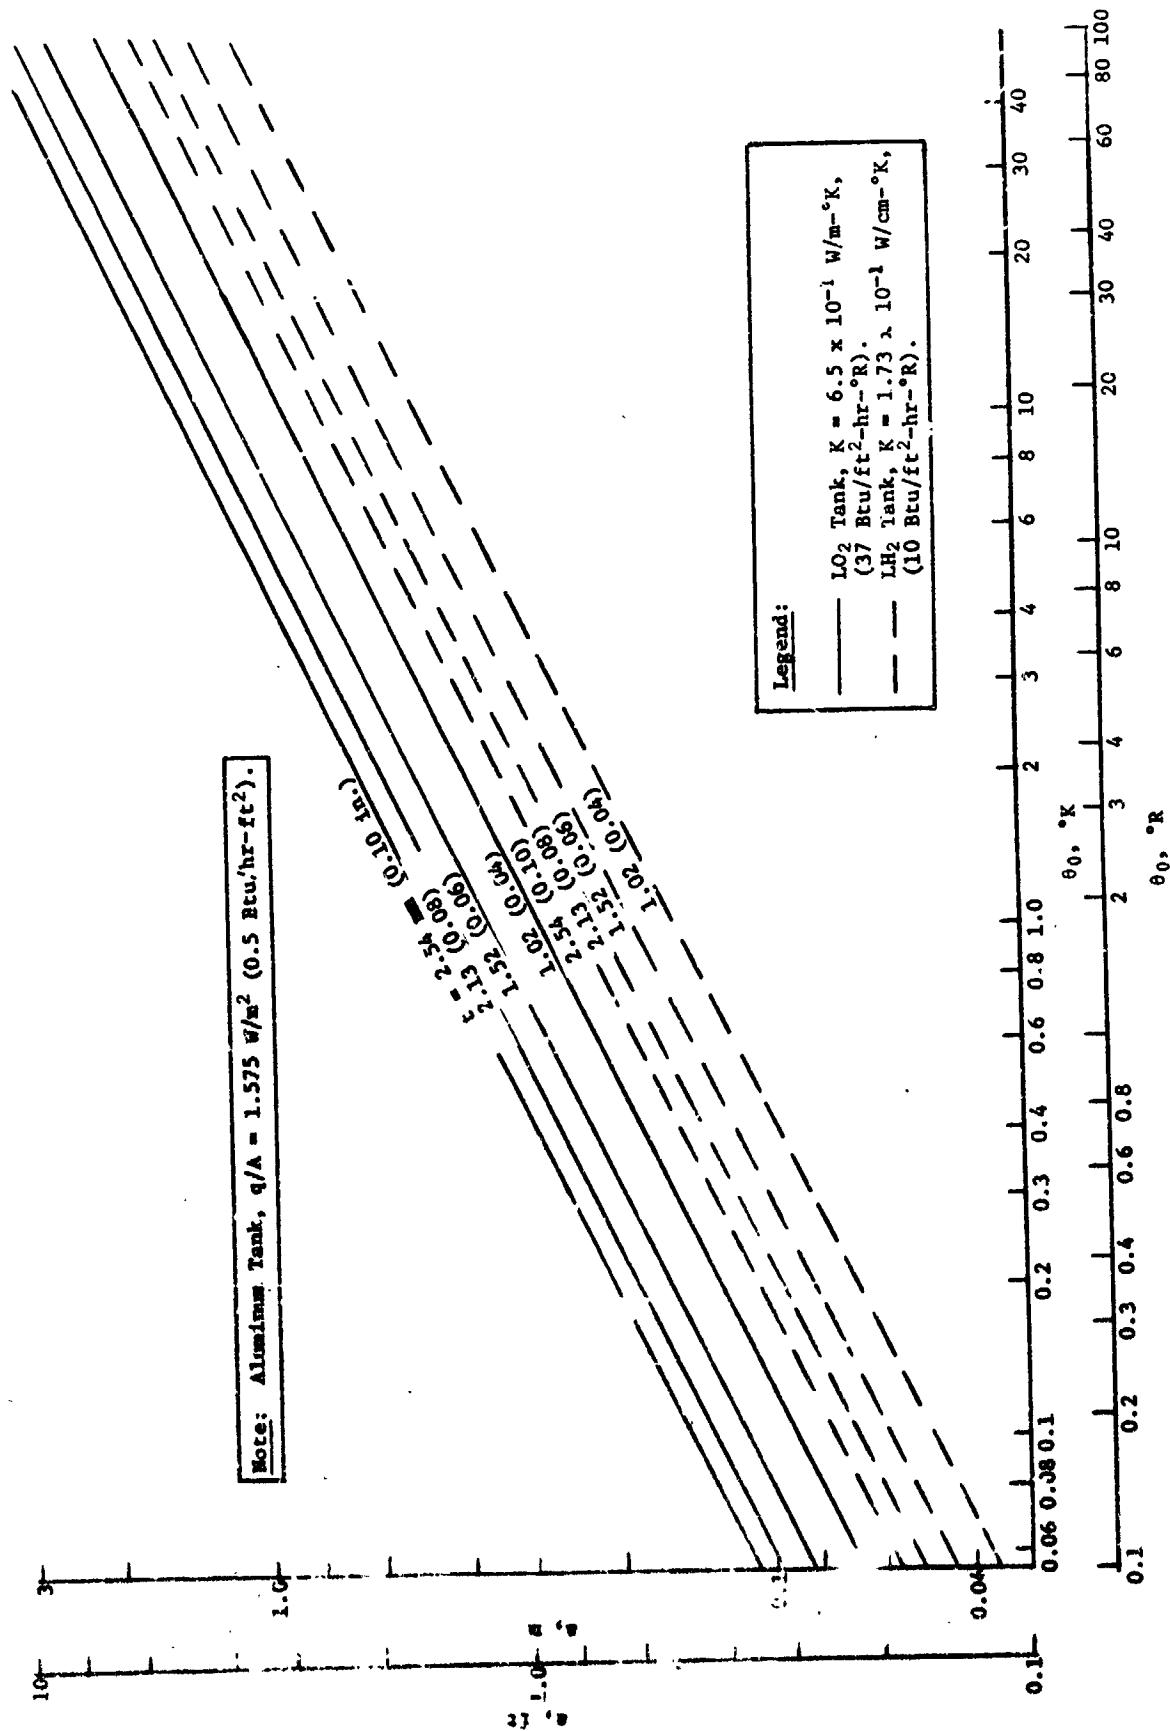 Note: Aluminum Tank, q/A = 1.575 W/m² (0.5 Btu/hr-ft²).
t = 2.54 mm (0.10 in.)
2.13 (0.08)
1.52 (0.06)
1.02 (0.04)
2.54 (0.10)
2.13 (0.08)
1.52 (0.06)
1.02 (0.04)
Legend:
LO₂ Tank, K = 6.5 x 10⁻¹ W/m-°K,
(37 Btu/ft²-hr-°R).
LH₂ Tank, K = 1.73 x 10⁻¹ W/cm-°K,
(10 Btu/ft²-hr-°R).
a, ft
10
1.0
0.1
a, m
3
1.0
0.1
0.04
0.06 0.08 0.1 0.2 0.3 0.4 0.6 0.8 1.0 2 3 4 6 8 10 20 30 40
θ₀, °K
0.1 0.2 0.3 0.4 0.6 0.8 2 3 4 6 8 10 20 30 40 60 80 100
θ₀, °R